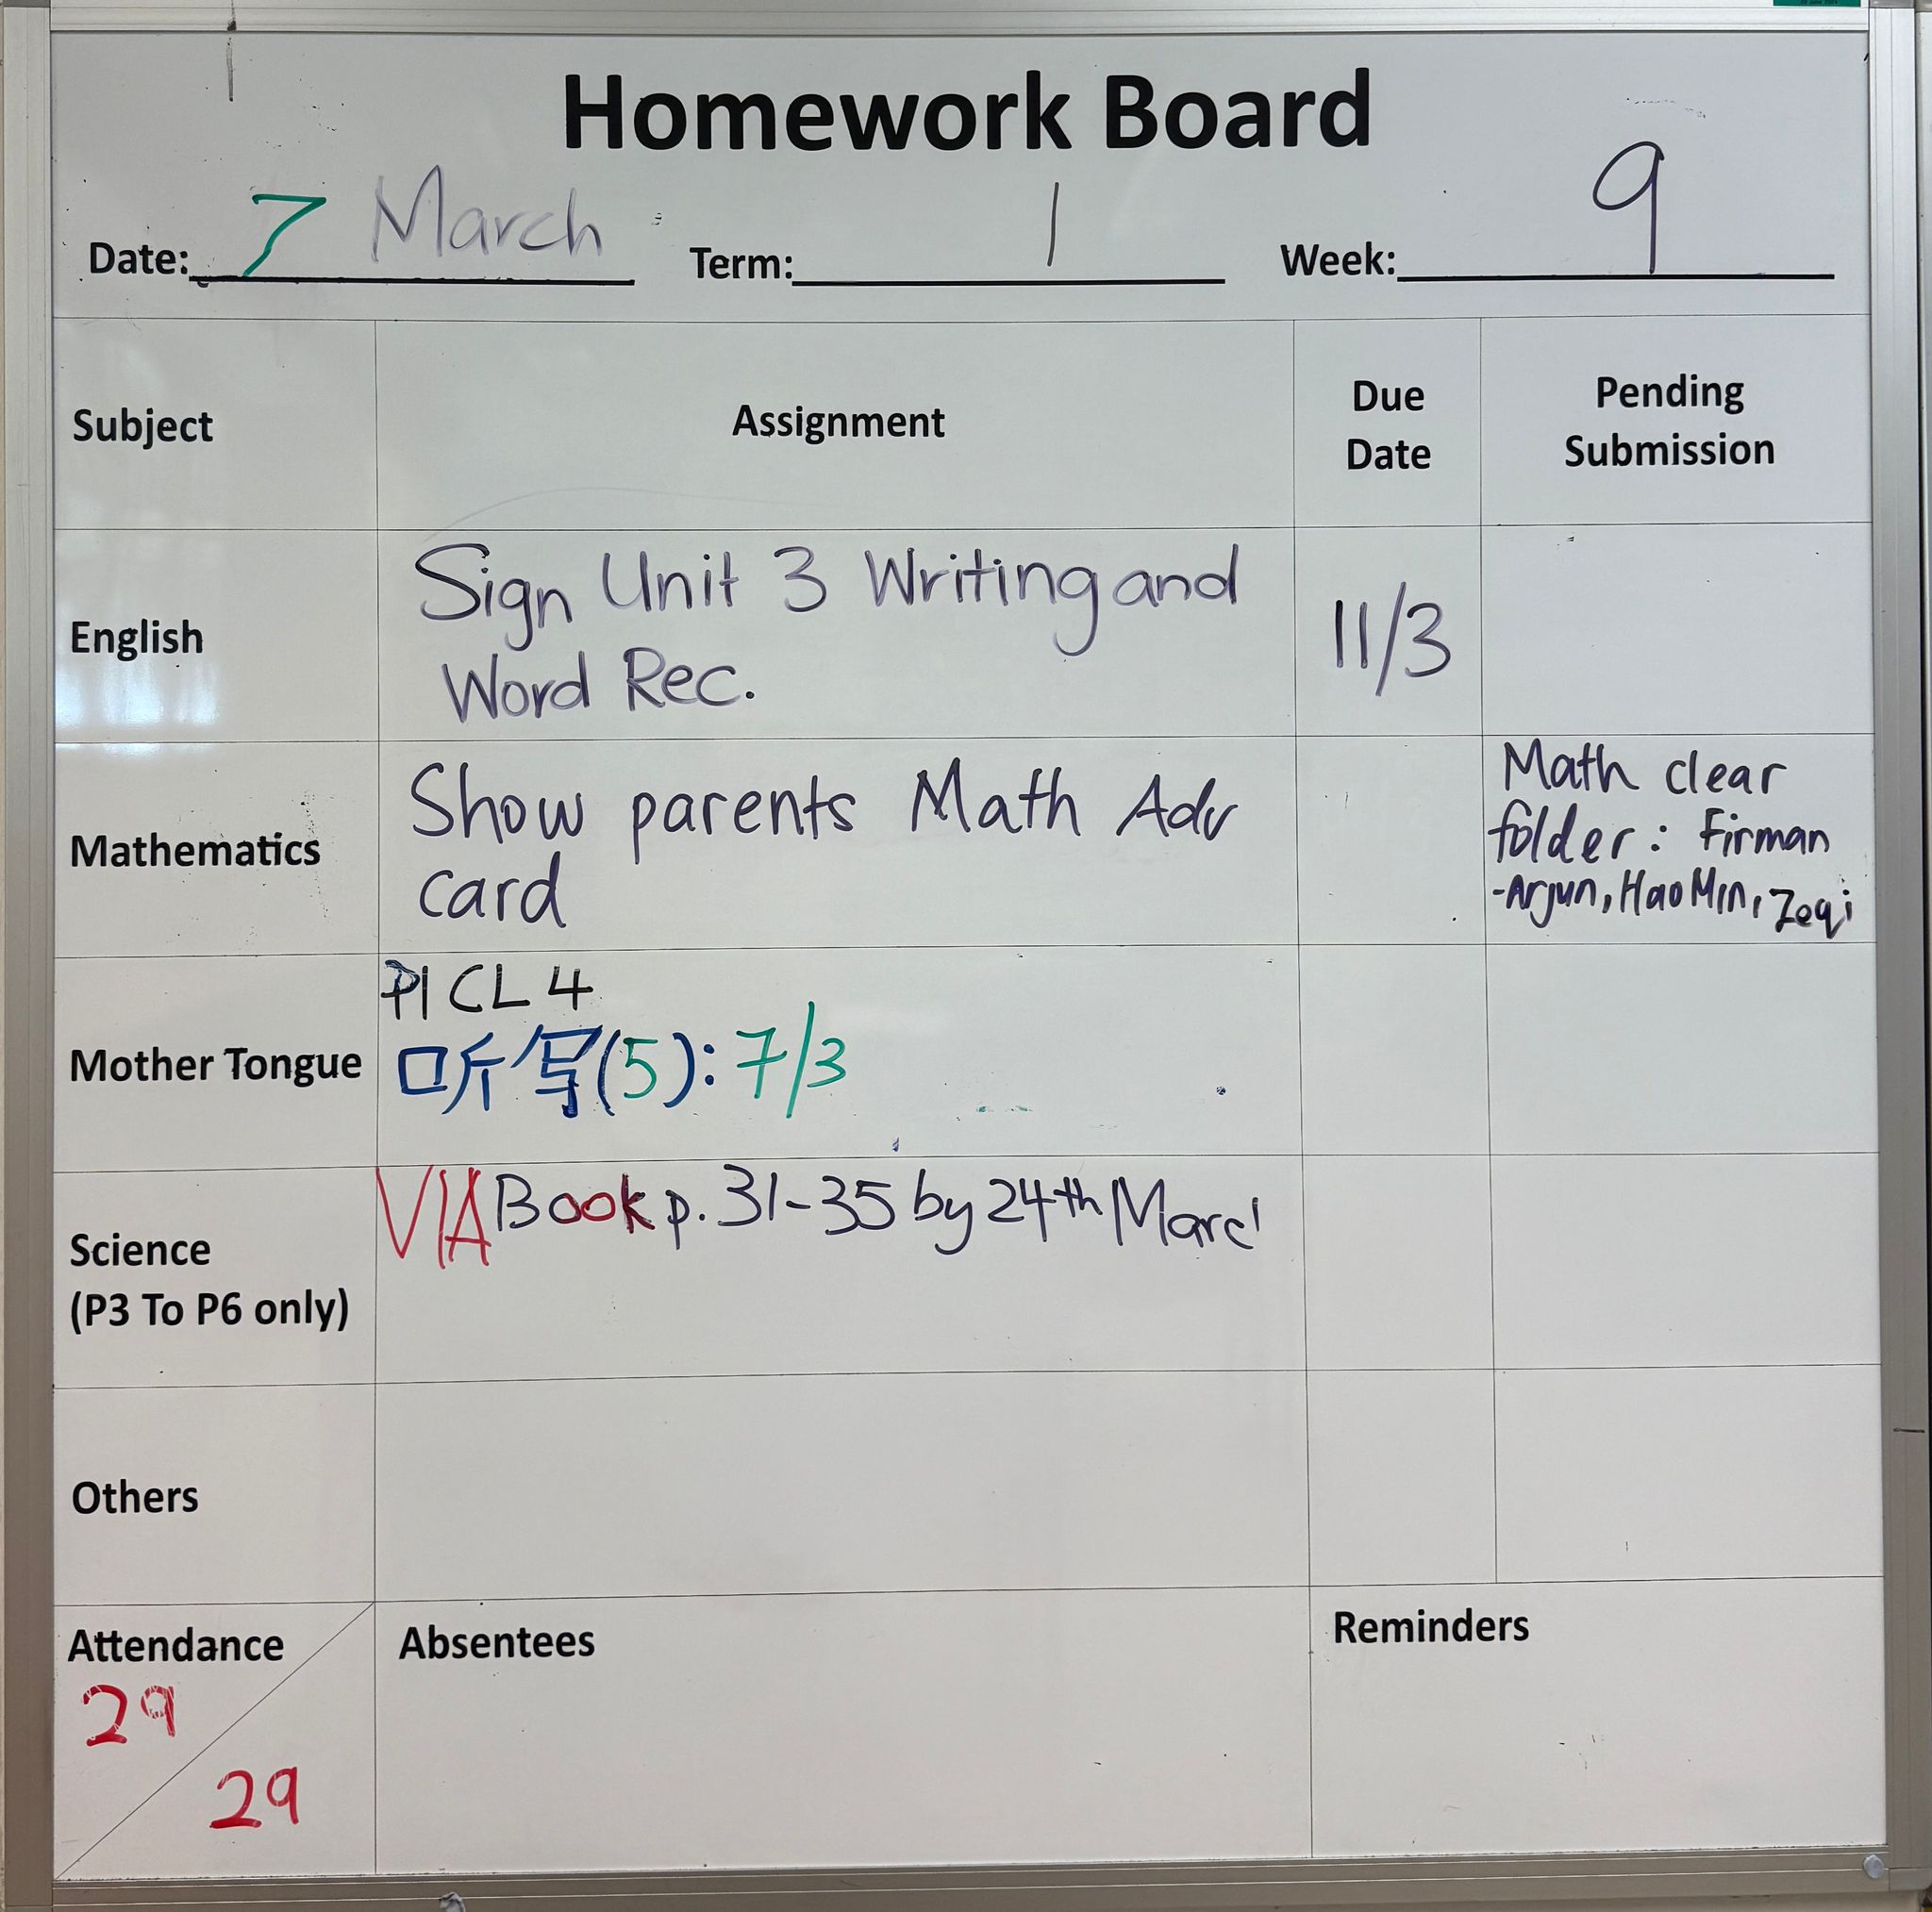 Homework Board
Date: 7 March Term: 1 Week: 9
Subject Assignment Due Date Pending Submission
English
Sign Unit 3 Writing and
Word Rec.
11/3
Mathematics
Show parents Math Adv
card
Math clear
folder: Firman
-Arjun, Hao Min, Zeqi
Mother Tongue
P1 CL 4
听写(5): 7/3
Science
(P3 To P6 only)
VIA Book p. 31-35 by 24th Marc
Others
Attendance
29
29
Absentees
Reminders